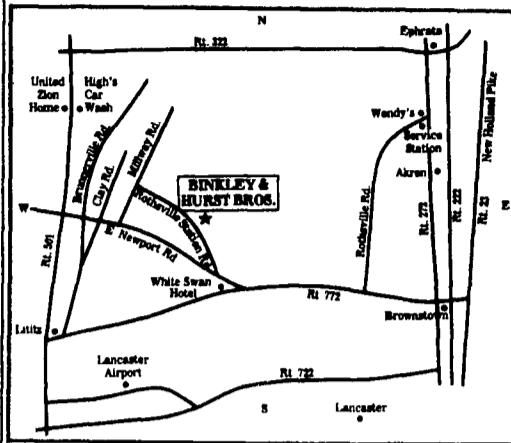 N
Ephrata
Rt. 222
United
Zion
Home
High's
Car
Wash
New Holland Pike
Brunnerville Rd.
Clay Rd.
Millway Rd.
Wendy's
Service
Station
Akron
BINKLEY &
HURST BROS.
Rothsville Station Rd.
Rothsville Rd.
Rt. 272
Rt. 222
Rt. 23
E
W
Rt. 501
E
Newport Rd
White Swan
Hotel
Rt 772
Brownstown
Lititz
Lancaster
Airport
Rt 722
S
Lancaster